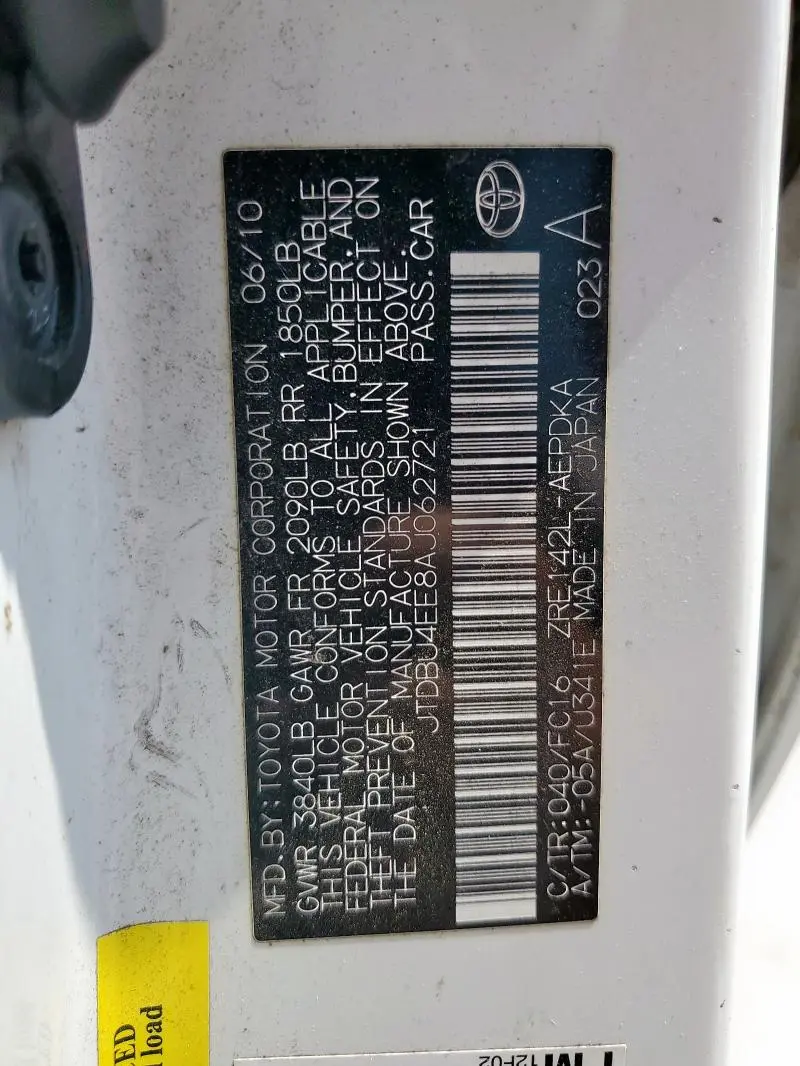 MFD.BY:TOYOTA MOTOR CORPORATION 06/10
GVWR 3840LB GAWR FR 2090LB RR 1850LB
THIS VEHICLE CONFORMS TO ALL APPLICABLE
FEDERAL MOTOR VEHICLE SAFETY,BUMPER,AND
THEFT PREVENTION STANDARDS IN EFFECT ON
THE DATE OF MANUFACTURE SHOWN ABOVE.
JTDBU4EE8AJ062721 PASS.CAR
C/TR:040/FC16 ZRE142L-AEPDKA
A/TM:-05A/U341E MADE IN JAPAN 023 A
load
12F02